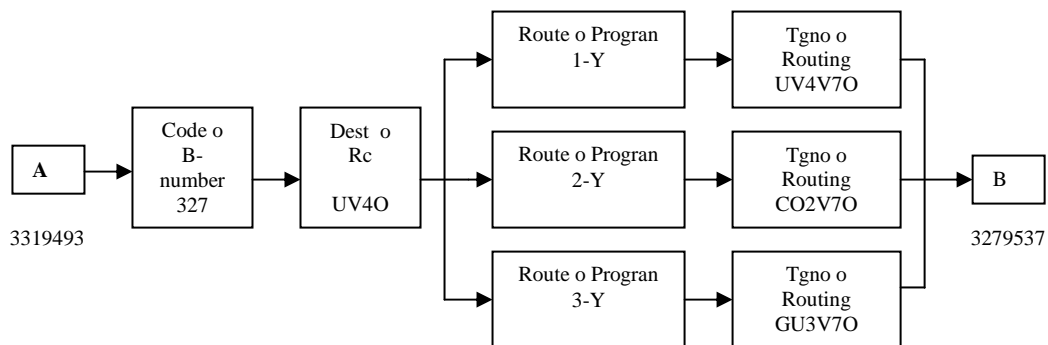 A
3319493
Code o
B-
number
327
Dest o
Rc
UV4O
Route o Progran
1-Y
Tgno o
Routing
UV4V7O
Route o Progran
2-Y
Tgno o
Routing
CO2V7O
Route o Progran
3-Y
Tgno o
Routing
GU3V7O
B
3279537